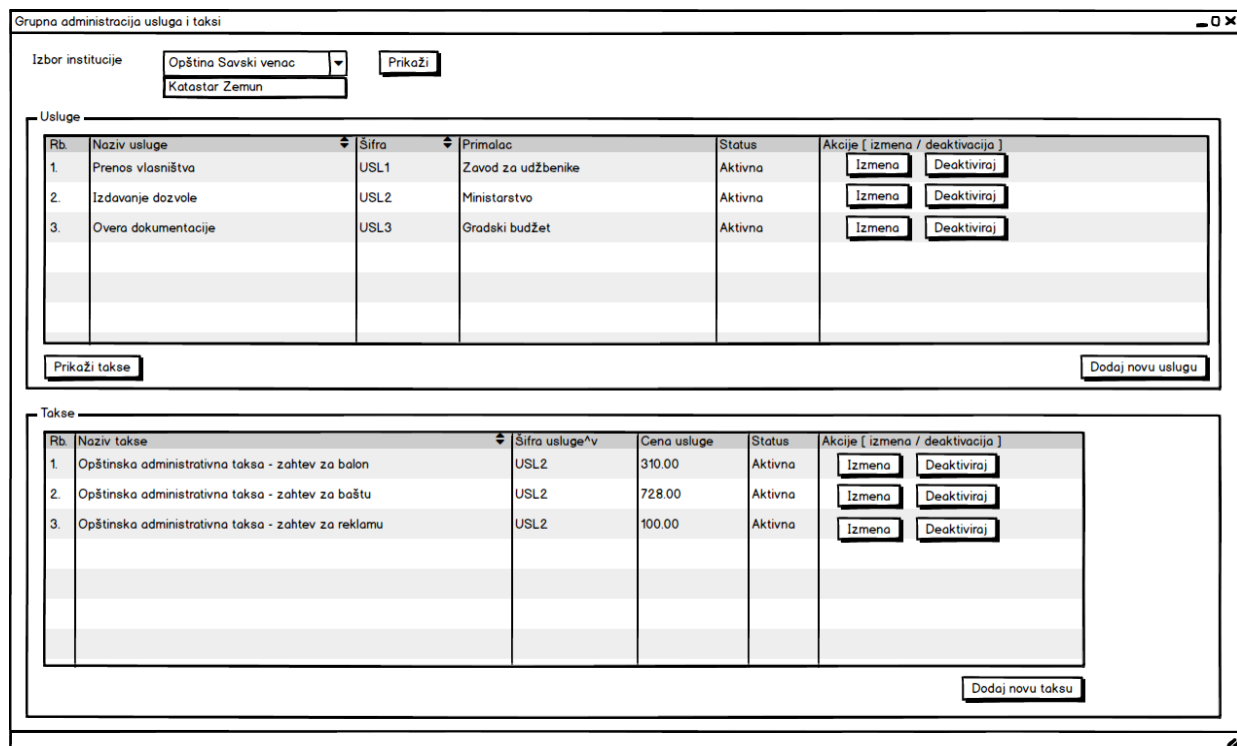 Grupna administracija usluga i taksi
Izbor institucije Opština Savski venac Prikaži
Katastar Zemun
Usluge
Rb. Naziv usluge Šifra Primalac Status Akcije [ izmena / deaktivacija ]
1. Prenos vlasništva USL1 Zavod za udžbenike Aktivna Izmena Deaktiviraj
2. Izdavanje dozvole USL2 Ministarstvo Aktivna Izmena Deaktiviraj
3. Overa dokumentacije USL3 Gradski budžet Aktivna Izmena Deaktiviraj
Prikaži takse Dodaj novu uslugu
Takse
Rb. Naziv takse Šifra usluge^v Cena usluge Status Akcije [ izmena / deaktivacija ]
1. Opštinska administrativna taksa - zahtev za balon USL2 310.00 Aktivna Izmena Deaktiviraj
2. Opštinska administrativna taksa - zahtev za baštu USL2 728.00 Aktivna Izmena Deaktiviraj
3. Opštinska administrativna taksa - zahtev za reklamu USL2 100.00 Aktivna Izmena Deaktiviraj
Dodaj novu taksu